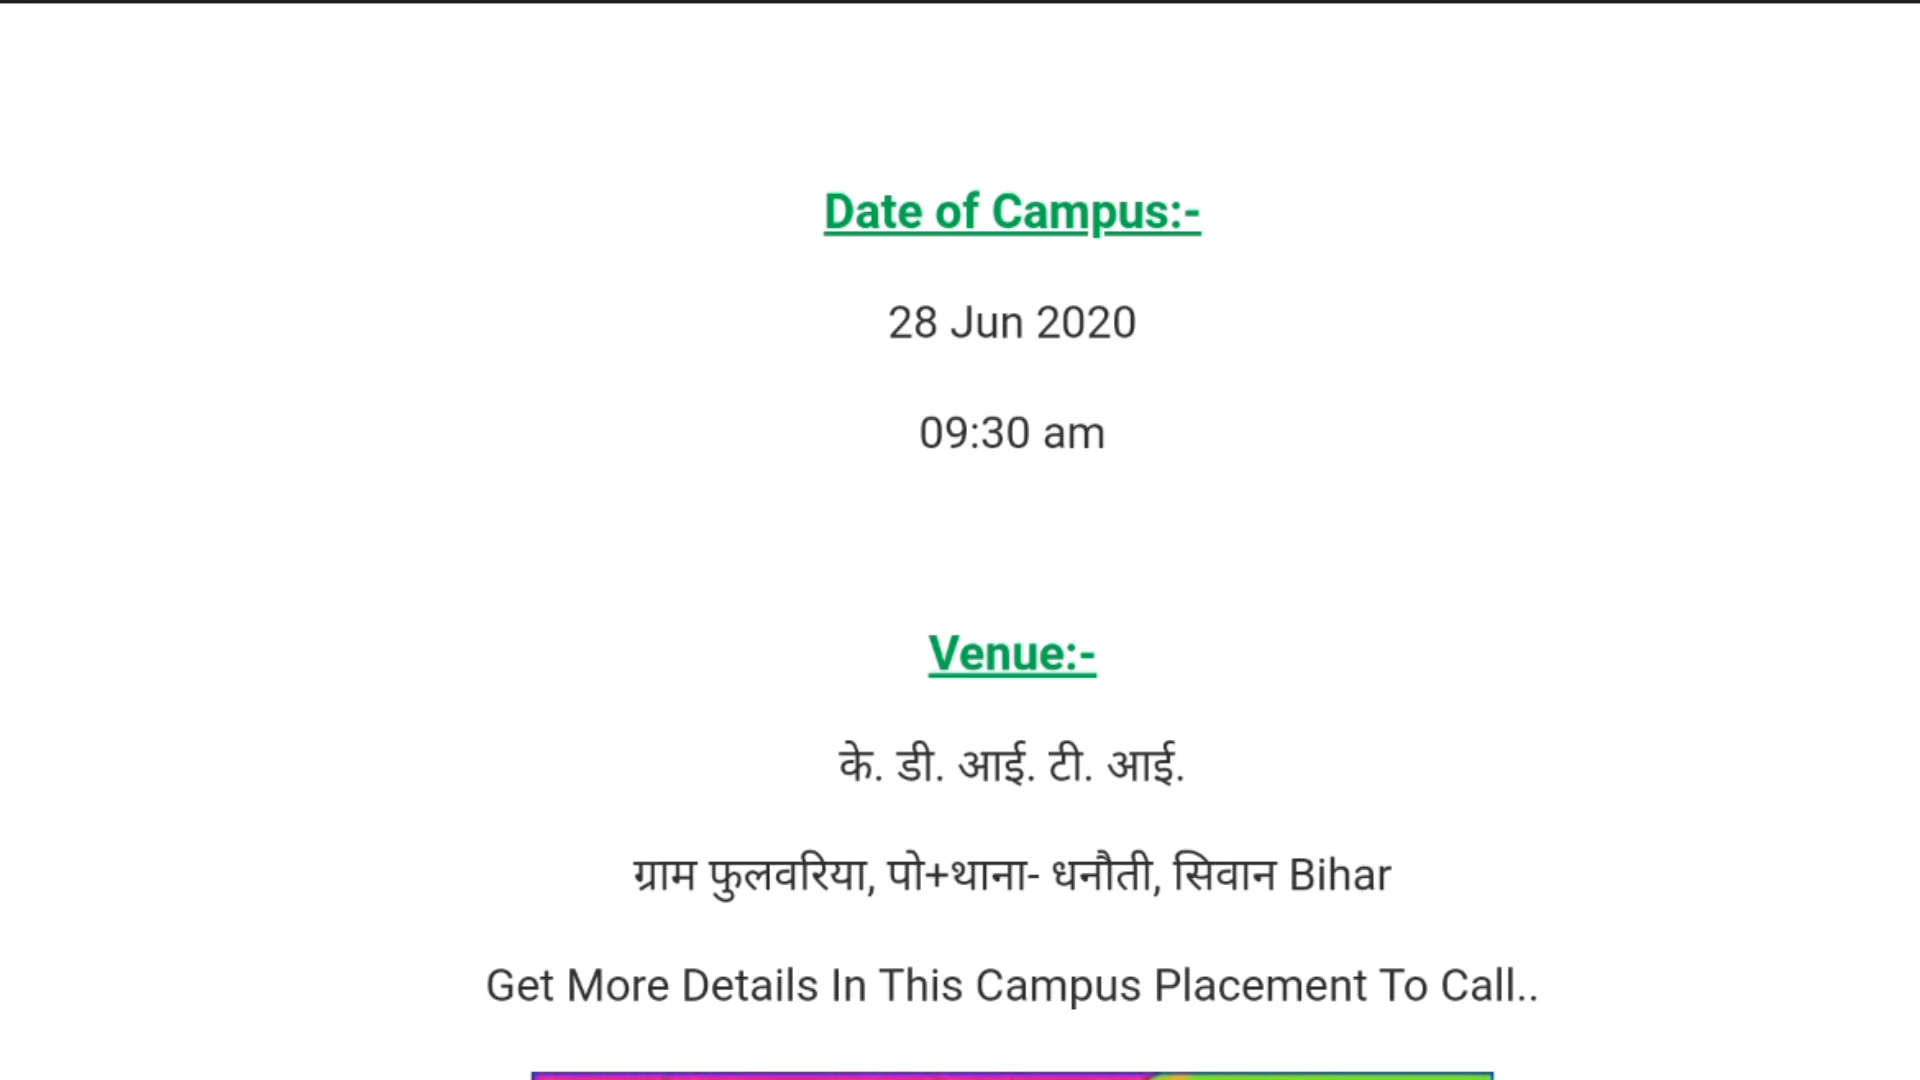 Date of Campus:-
28 Jun 2020
09:30 am
Venue:-
के. डी. आई. टी. आई.
ग्राम फुलवरिया, पो+थाना- धनौती, सिवान Bihar
Get More Details In This Campus Placement To Call..